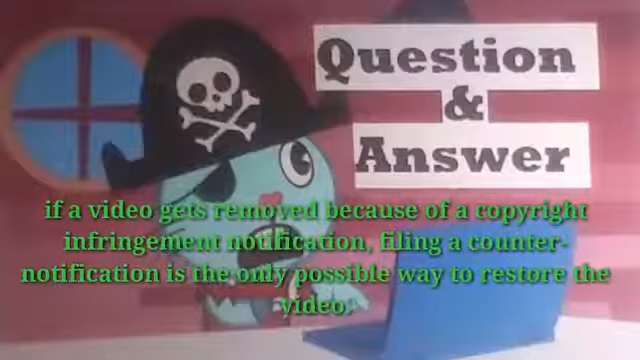 Question
&
Answer
if a video gets removed because of a copyright
infringement notification, filing a counter-
notification is the only possible way to restore the
video.